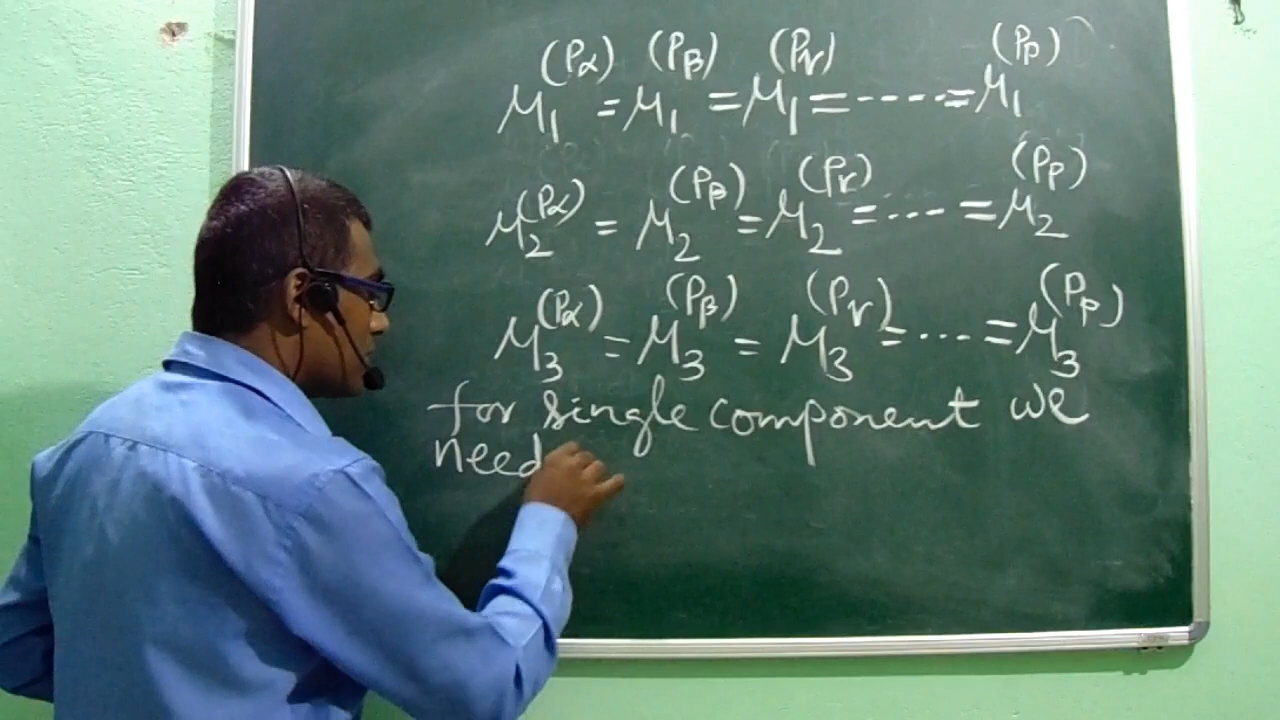 μ₁^(Pα) = μ₁^(Pβ) = μ₁^(Pγ) = ----- = μ₁^(Pp)
μ₂^(Pα) = μ₂^(Pβ) = μ₂^(Pγ) = ---- = μ₂^(Pp)
μ₃^(Pα) = μ₃^(Pβ) = μ₃^(Pγ) = ---- = μ₃^(Pp)
for single component we
need